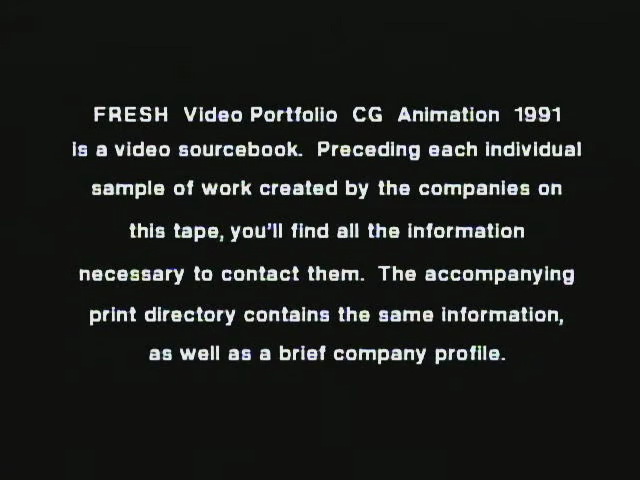 FRESH Video Portfolio CG Animation 1991
is a video sourcebook. Preceding each individual
sample of work created by the companies on
this tape, you'll find all the information
necessary to contact them. The accompanying
print directory contains the same information,
as well as a brief company profile.